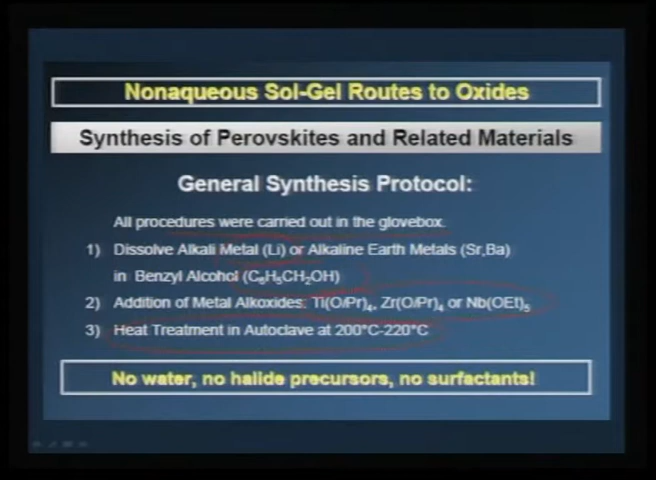 Nonaqueous Sol-Gel Routes to Oxides
Synthesis of Perovskites and Related Materials
General Synthesis Protocol:
All procedures were carried out in the glovebox.
1) Dissolve Alkali Metal (Li) or Alkaline Earth Metals (Sr,Ba)
in Benzyl Alcohol (C₆H₅CH₂OH)
2) Addition of Metal Alkoxides: Ti(OiPr)₄, Zr(OiPr)₄ or Nb(OEt)₅
3) Heat Treatment in Autoclave at 200°C-220°C
No water, no halide precursors, no surfactants!